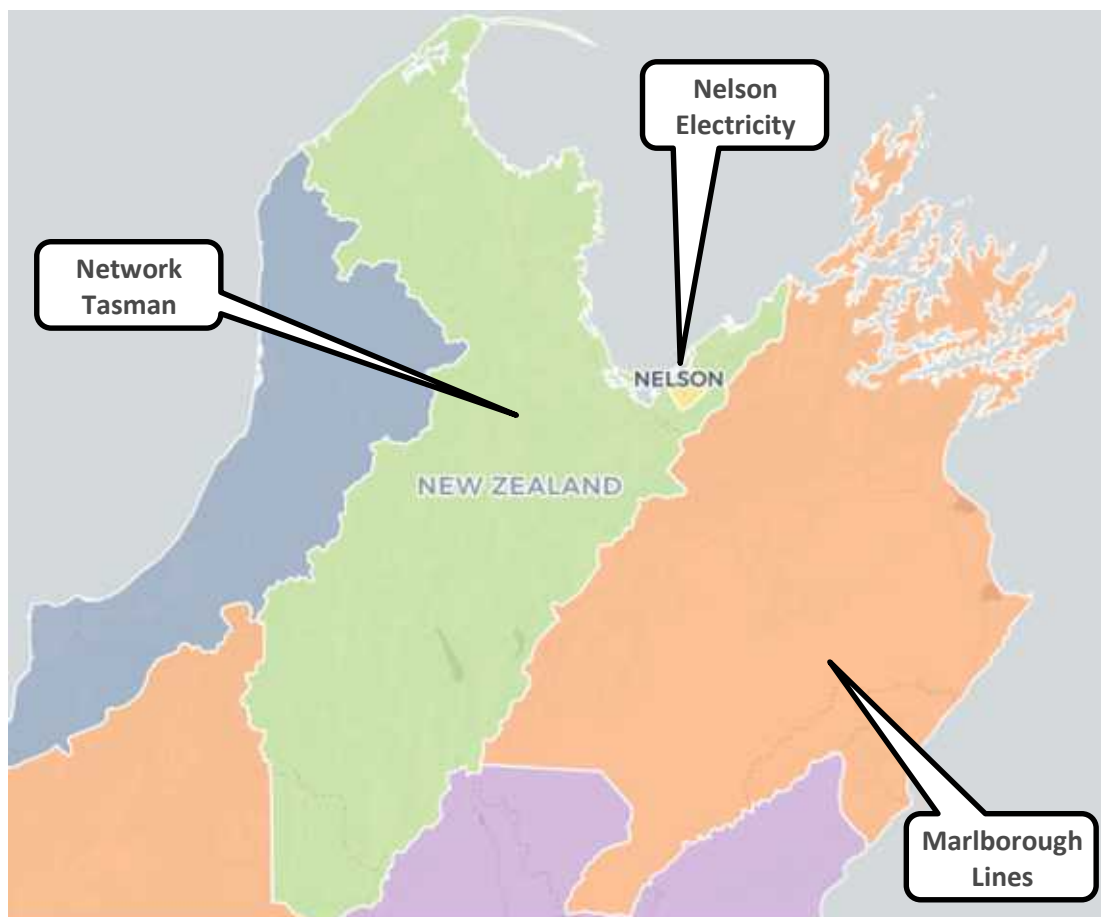 Nelson
Electricity
Network
Tasman
NELSON
NEW ZEALAND
Marlborough
Lines